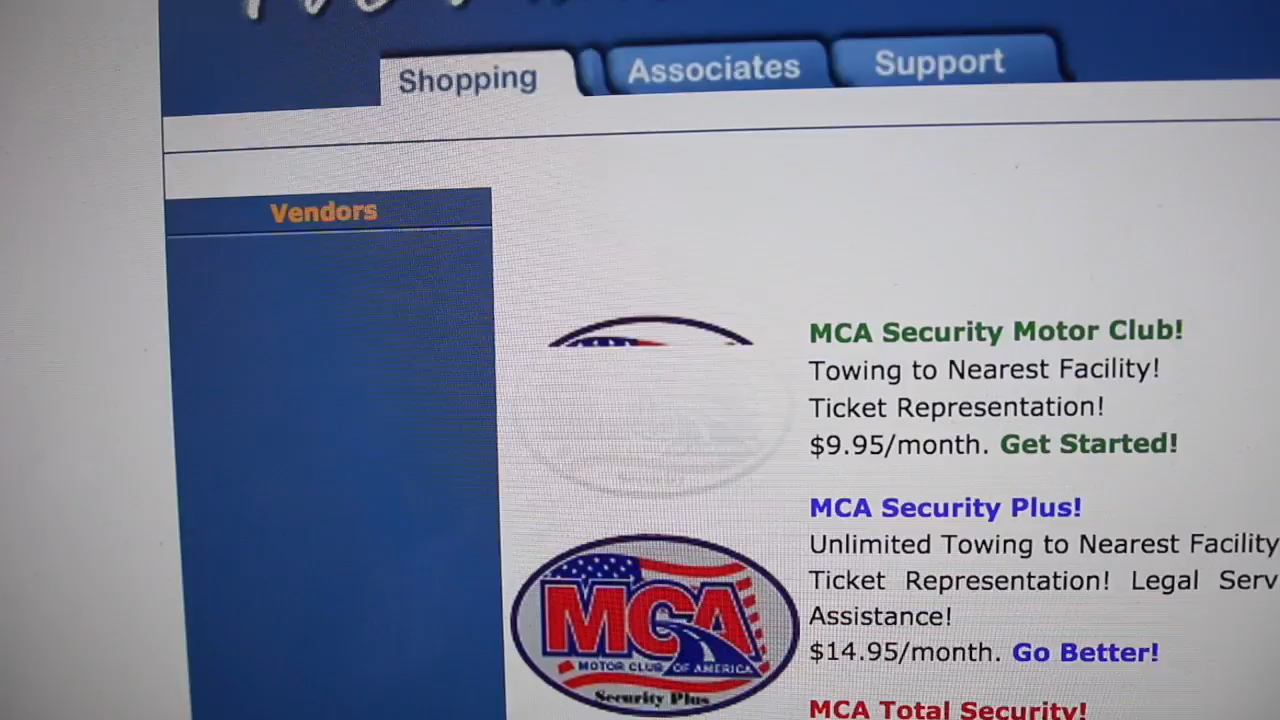 Shopping
Associates
Support
Vendors
MCA Security Motor Club!
Towing to Nearest Facility!
Ticket Representation!
$9.95/month. Get Started!
MCA Security Plus!
Unlimited Towing to Nearest Facility
Ticket Representation! Legal Serv
Assistance!
$14.95/month. Go Better!
MCA
MOTOR CLUB OF AMERICA
Security Plus
MCA Total Security!